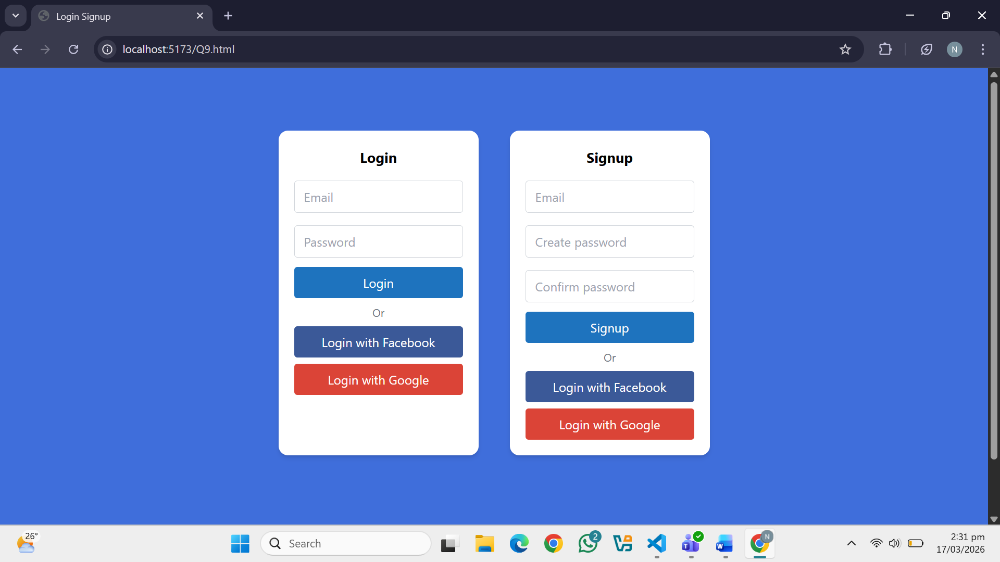 Login Signup
localhost:5173/Q9.html
N
Login
Email
Password
Login
Or
Login with Facebook
Login with Google
Signup
Email
Create password
Confirm password
Signup
Or
Login with Facebook
Login with Google
26°
Search
2
T
W
N
2:31 pm
17/03/2026